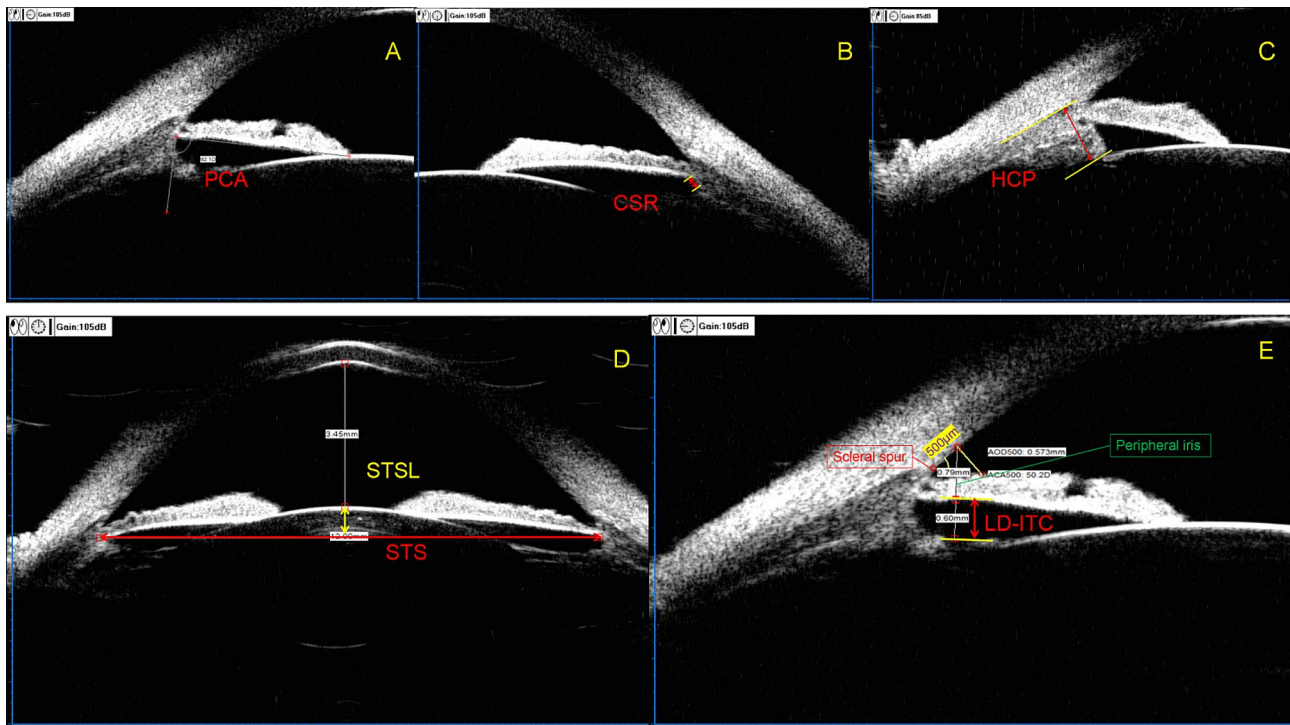 Gain:105dB
A
PCA
Gain:105dB
B
CSR
Gain:85dB
C
HCP
Gain:105dB
D
3.45mm
STSL
STS
Gain:105dB
E
500μm
Scleral spur
Peripheral iris
AOD500: 0.573mm
0.79mm
ACA500: 50.2D
0.60mm
LD-ITC